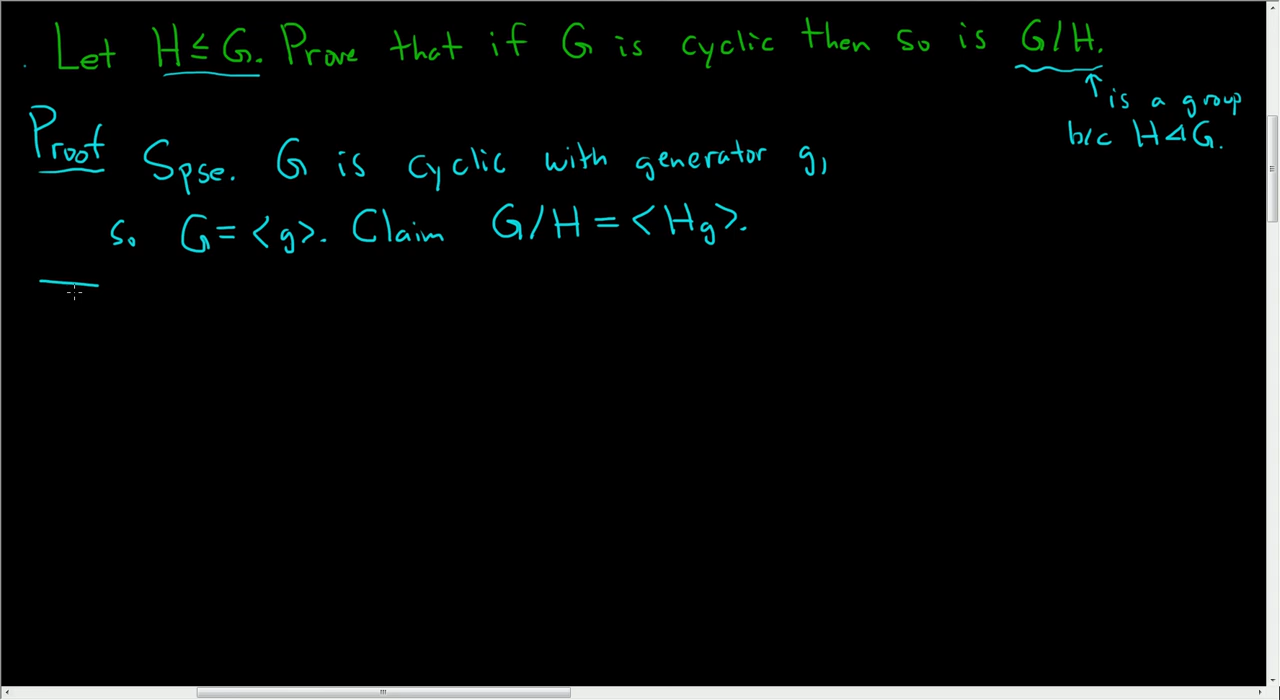 Let H ≤ G. Prove that if G is cyclic then so is G/H.
↑ is a group
b/c H ⊲ G.
Proof Spse. G is cyclic with generator g,
so G = <g>. Claim G/H = <Hg>.